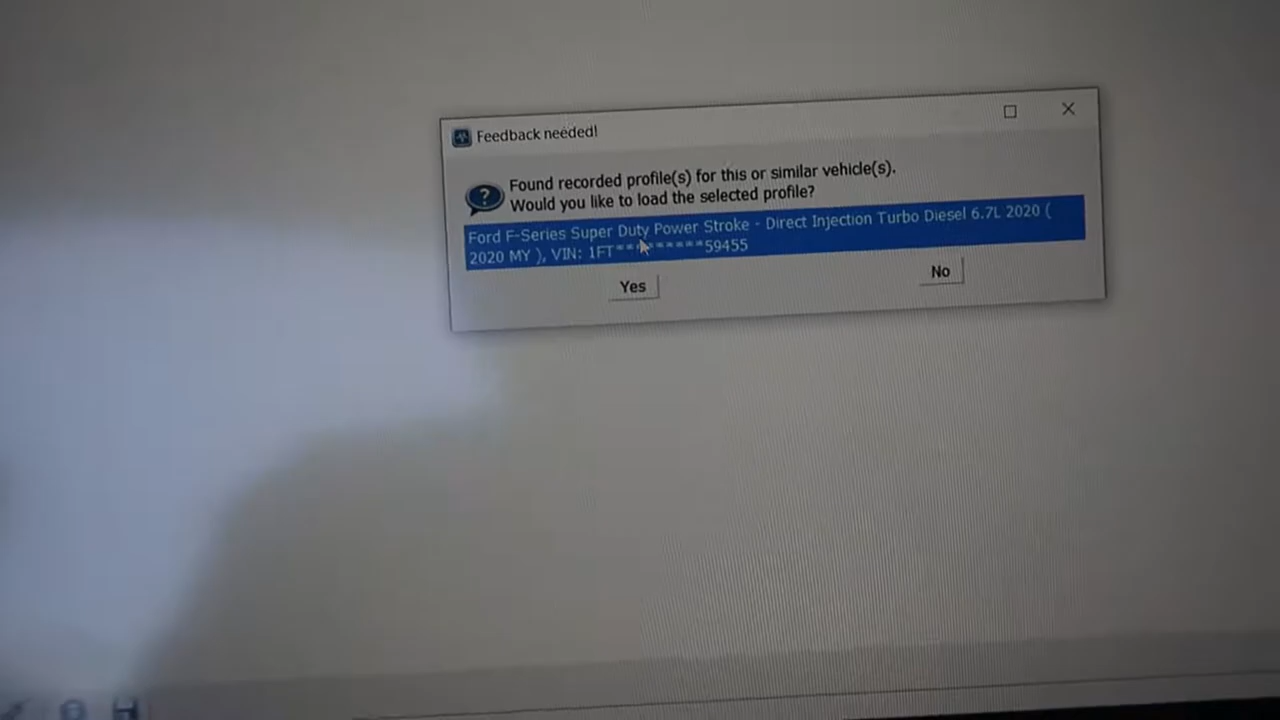 Feedback needed!
Found recorded profile(s) for this or similar vehicle(s).
Would you like to load the selected profile?
Ford F-Series Super Duty Power Stroke - Direct Injection Turbo Diesel 6.7L 2020 (
2020 MY ), VIN: 1FT*********59455
Yes
No